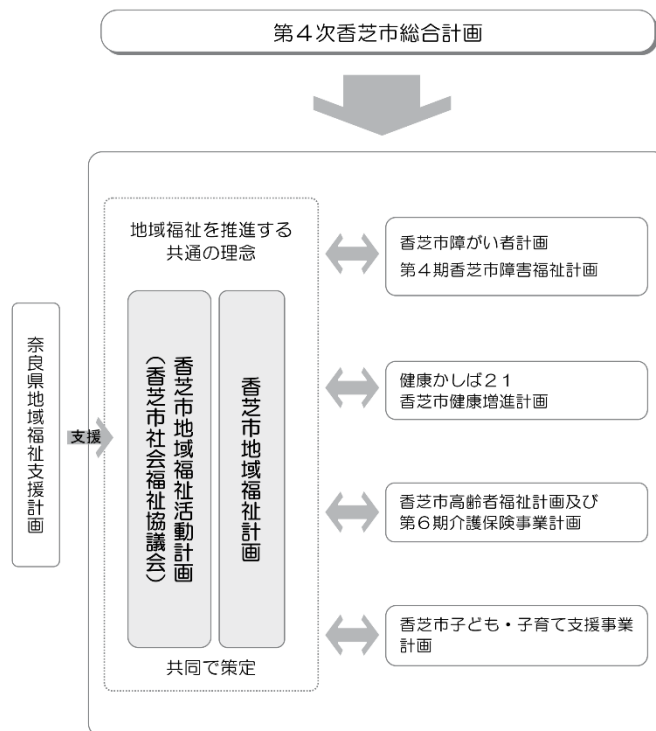 第４次香芝市総合計画
地域福祉を推進する
共通の理念
香芝市障がい者計画
第４期香芝市障害福祉計画
奈良県地域福祉支援計画
支援
香芝市地域福祉活動計画
（香芝市社会福祉協議会）
香芝市地域福祉計画
健康かしば２１
香芝市健康増進計画
香芝市高齢者福祉計画及び
第６期介護保険事業計画
香芝市子ども・子育て支援事業
計画
共同で策定